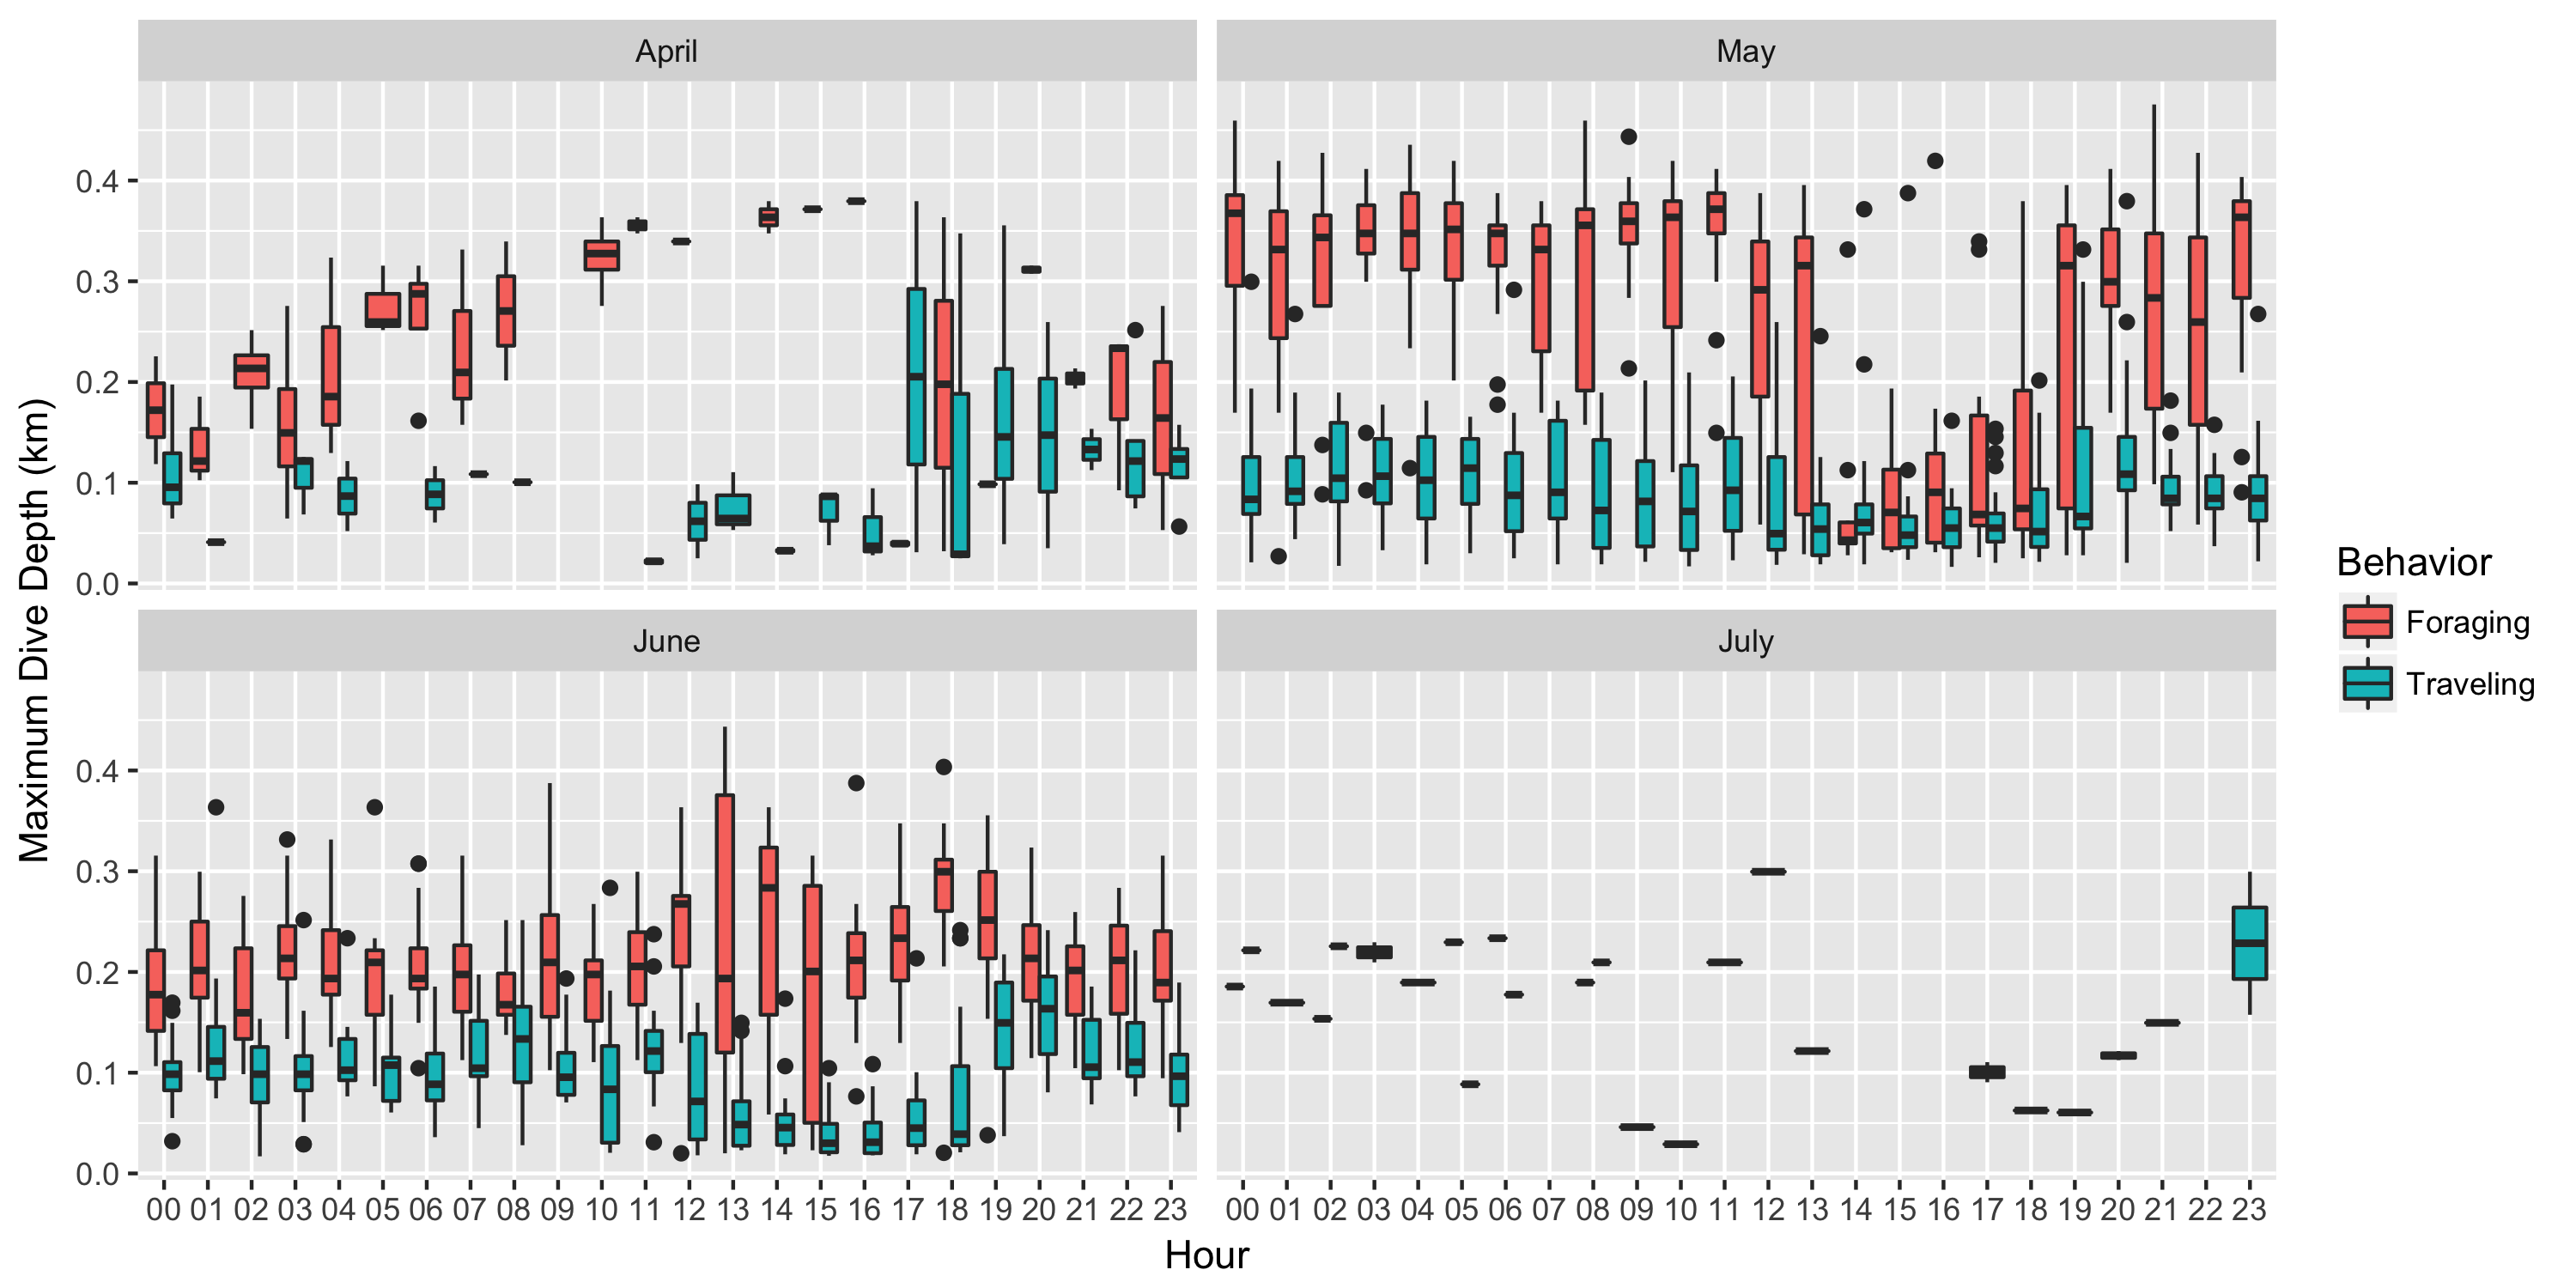 April
May
0.4
0.3
0.2
0.1
0.0
June
July
0.4
0.3
0.2
0.1
0.0
00 01 02 03 04 05 06 07 08 09 10 11 12 13 14 15 16 17 18 19 20 21 22 23
00 01 02 03 04 05 06 07 08 09 10 11 12 13 14 15 16 17 18 19 20 21 22 23
Hour
Maximum Dive Depth (km)
Behavior
Foraging
Traveling